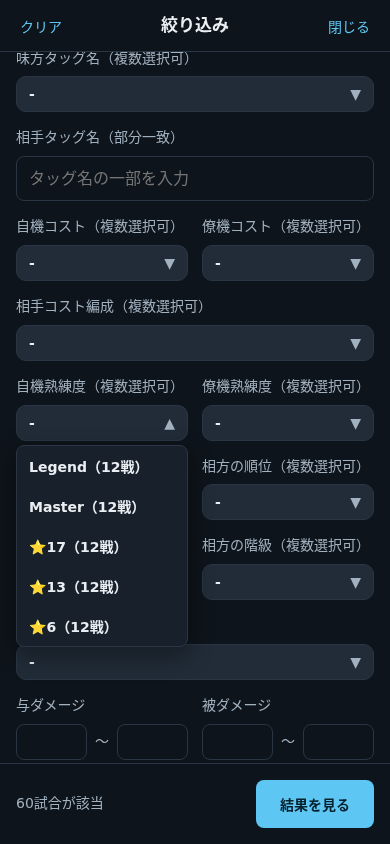 クリア
絞り込み
閉じる
味方タッグ名（複数選択可）
-
▼
相手タッグ名（部分一致）
タッグ名の一部を入力
自機コスト（複数選択可）
僚機コスト（複数選択可）
-
▼
-
▼
相手コスト編成（複数選択可）
-
▼
自機熟練度（複数選択可）
僚機熟練度（複数選択可）
-
▲
-
▼
Legend（12戦）
Master（12戦）
⭐17（12戦）
⭐13（12戦）
⭐6（12戦）
相方の順位（複数選択可）
-
▼
相方の階級（複数選択可）
-
▼
-
▼
与ダメージ
被ダメージ
～
～
60試合が該当
結果を見る